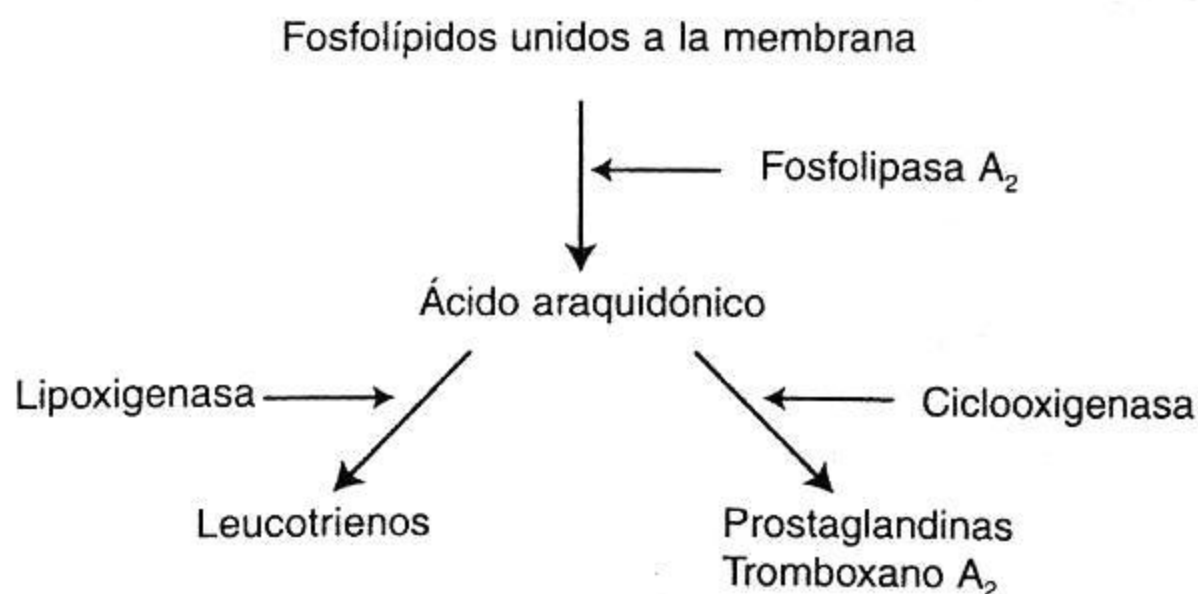 Fosfolípidos unidos a la membrana
Fosfolipasa A₂
Ácido araquidónico
Lipoxigenasa
Ciclooxigenasa
Leucotrienos
Prostaglandinas
Tromboxano A₂